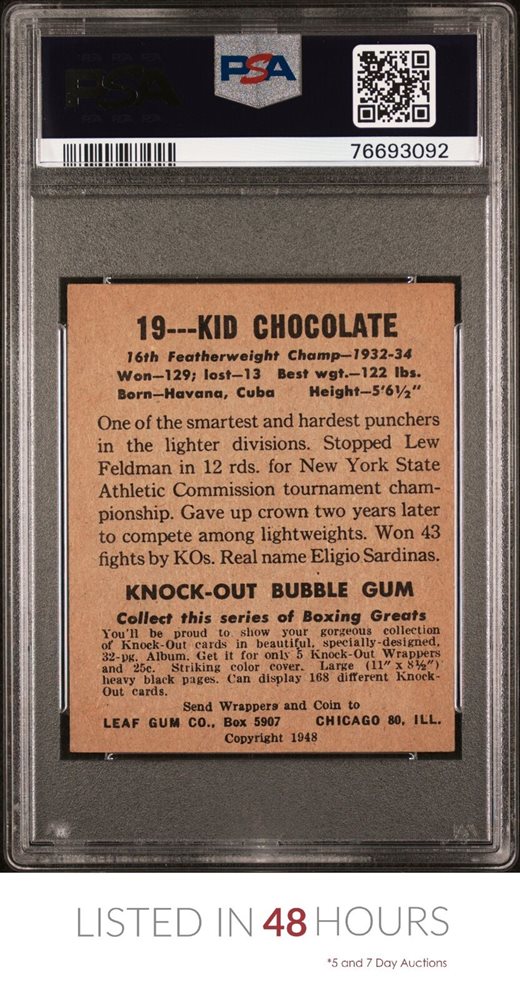 PSA
PSA
76693092
19---KID CHOCOLATE
16th Featherweight Champ—1932-34
Won—129; lost—13 Best wgt.—122 lbs.
Born—Havana, Cuba Height—5'6½"
One of the smartest and hardest punchers
in the lighter divisions. Stopped Lew
Feldman in 12 rds. for New York State
Athletic Commission tournament cham-
pionship. Gave up crown two years later
to compete among lightweights. Won 43
fights by KOs. Real name Eligio Sardinas.
KNOCK-OUT BUBBLE GUM
Collect this series of Boxing Greats
You'll be proud to show your gorgeous collection
of Knock-Out cards in beautiful, specially-designed,
32-pg. Album. Get it for only 5 Knock-Out Wrappers
and 25c. Striking color cover. Large (11" x 8½")
heavy black pages. Can display 168 different Knock-
Out cards.
Send Wrappers and Coin to
LEAF GUM CO., Box 5907 CHICAGO 80, ILL.
Copyright 1948
LISTED IN 48 HOURS
*5 and 7 Day Auctions